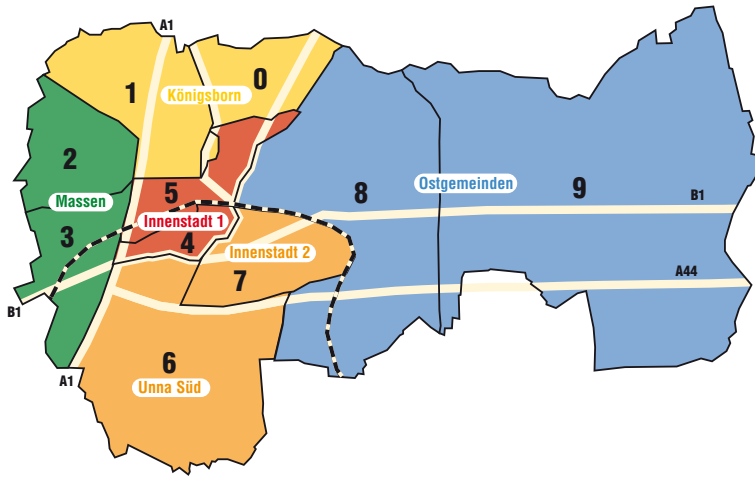 A1
0
1
Königsborn
2
5
8
9
Ostgemeinden
Massen
B1
Innenstadt 1
3
4
Innenstadt 2
7
A44
B1
6
A1
Unna Süd